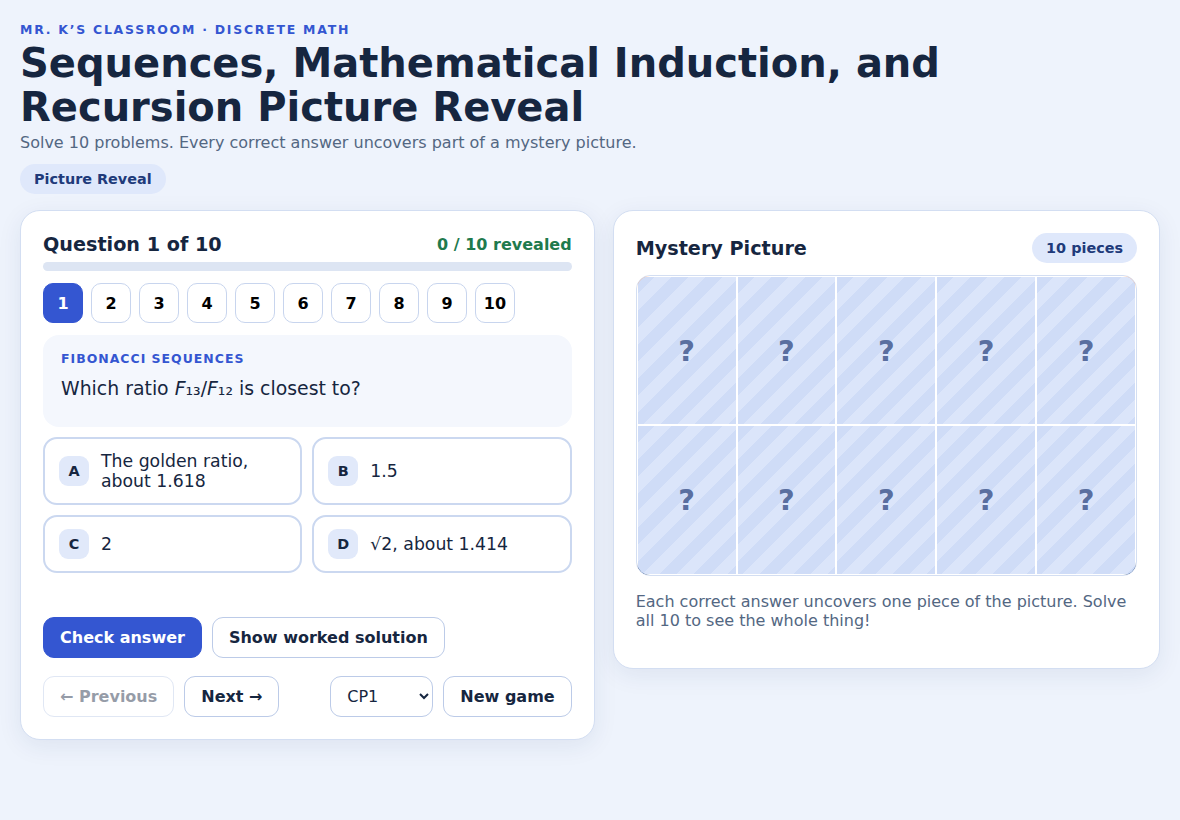 MR. K’S CLASSROOM · DISCRETE MATH
Sequences, Mathematical Induction, and
Recursion Picture Reveal
Solve 10 problems. Every correct answer uncovers part of a mystery picture.
Picture Reveal
Question 1 of 10
0 / 10 revealed
1 2 3 4 5 6 7 8 9 10
FIBONACCI SEQUENCES
Which ratio F₁₃/F₁₂ is closest to?
A The golden ratio,
about 1.618
B 1.5
C 2
D √2, about 1.414
Check answer
Show worked solution
← Previous
Next →
CP1
New game
Mystery Picture
10 pieces
? ? ? ? ?
? ? ? ? ?
Each correct answer uncovers one piece of the picture. Solve
all 10 to see the whole thing!